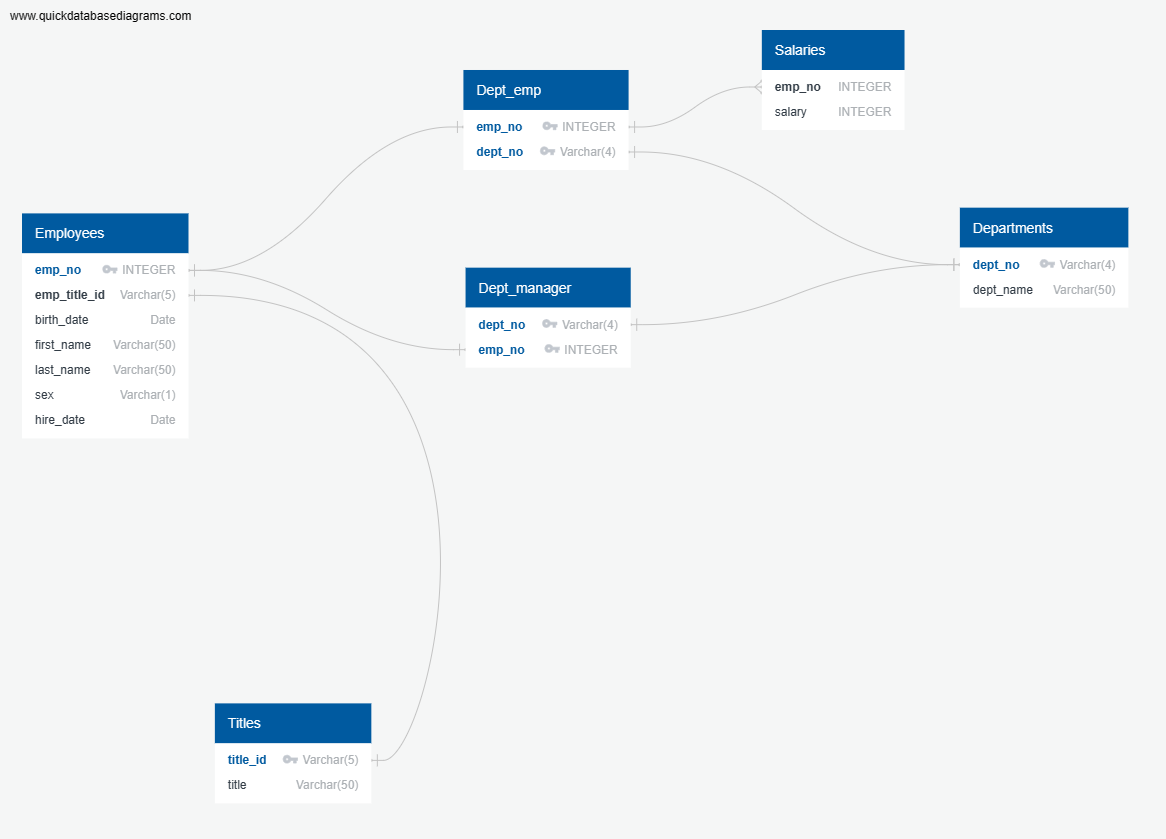 www.quickdatabasediagrams.com
Salaries
emp_no INTEGER
salary INTEGER
Dept_emp
emp_no INTEGER
dept_no Varchar(4)
Employees
emp_no INTEGER
emp_title_id Varchar(5)
birth_date Date
first_name Varchar(50)
last_name Varchar(50)
sex Varchar(1)
hire_date Date
Dept_manager
dept_no Varchar(4)
emp_no INTEGER
Departments
dept_no Varchar(4)
dept_name Varchar(50)
Titles
title_id Varchar(5)
title Varchar(50)